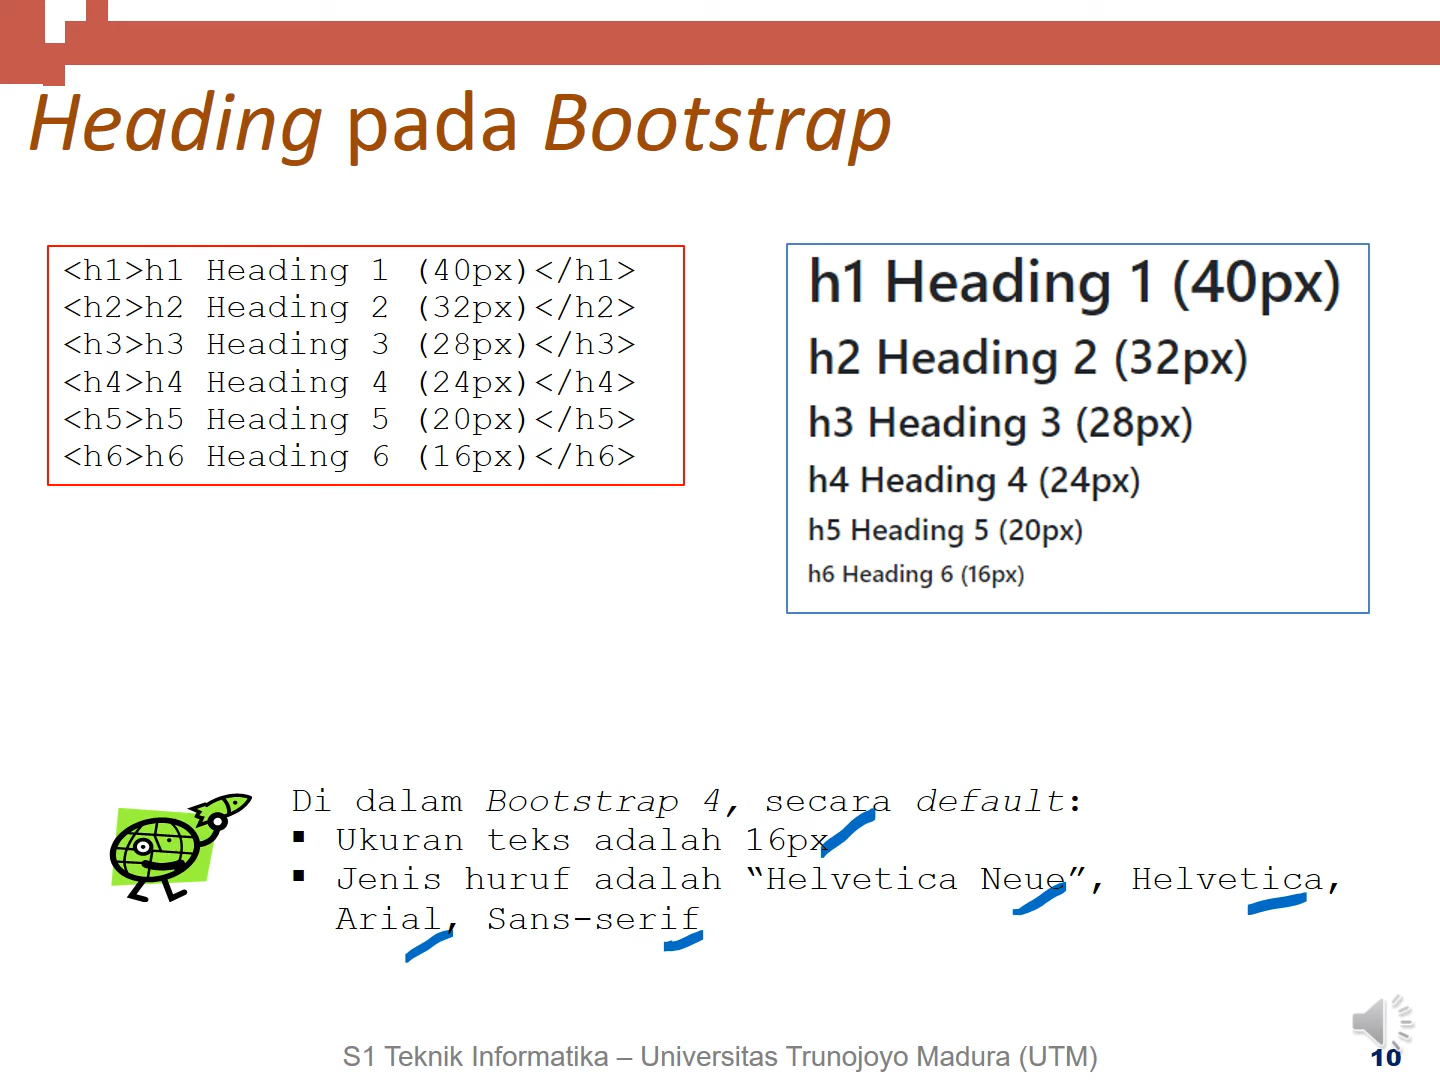 Heading pada Bootstrap
<h1>h1 Heading 1 (40px)</h1>
<h2>h2 Heading 2 (32px)</h2>
<h3>h3 Heading 3 (28px)</h3>
<h4>h4 Heading 4 (24px)</h4>
<h5>h5 Heading 5 (20px)</h5>
<h6>h6 Heading 6 (16px)</h6>
h1 Heading 1 (40px)
h2 Heading 2 (32px)
h3 Heading 3 (28px)
h4 Heading 4 (24px)
h5 Heading 5 (20px)
h6 Heading 6 (16px)
Di dalam Bootstrap 4, secara default:
▪ Ukuran teks adalah 16px
▪ Jenis huruf adalah “Helvetica Neue”, Helvetica,
Arial, Sans-serif
S1 Teknik Informatika – Universitas Trunojoyo Madura (UTM)
10